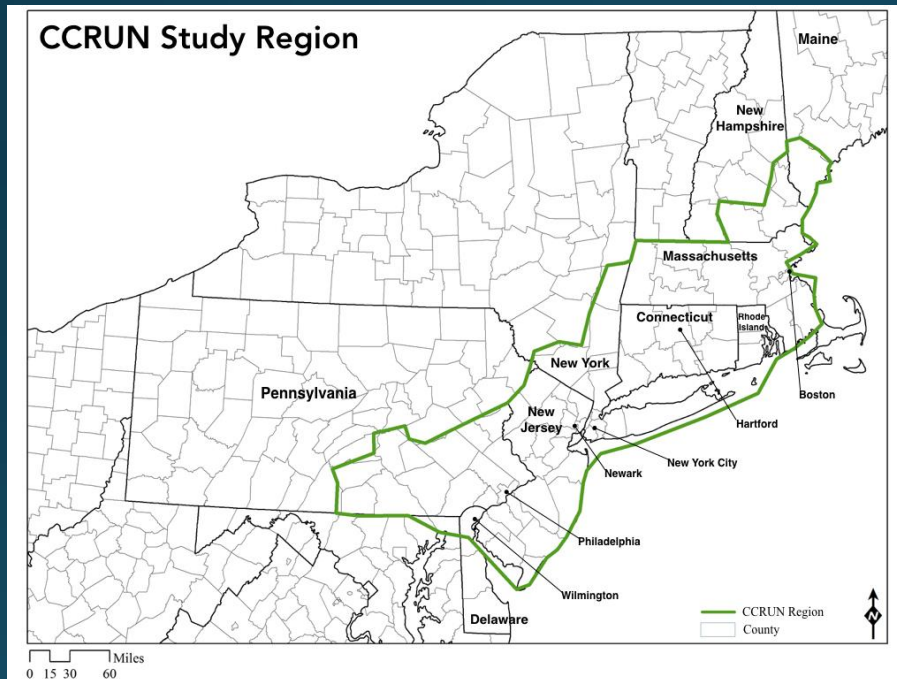 CCRUN Study Region
Maine
New
Hampshire
Massachusetts
Connecticut
Rhode
Island
New York
Pennsylvania
New
Jersey
Boston
Hartford
New York City
Newark
Philadelphia
Wilmington
Delaware
CCRUN Region
County
N
Miles
0 15 30 60